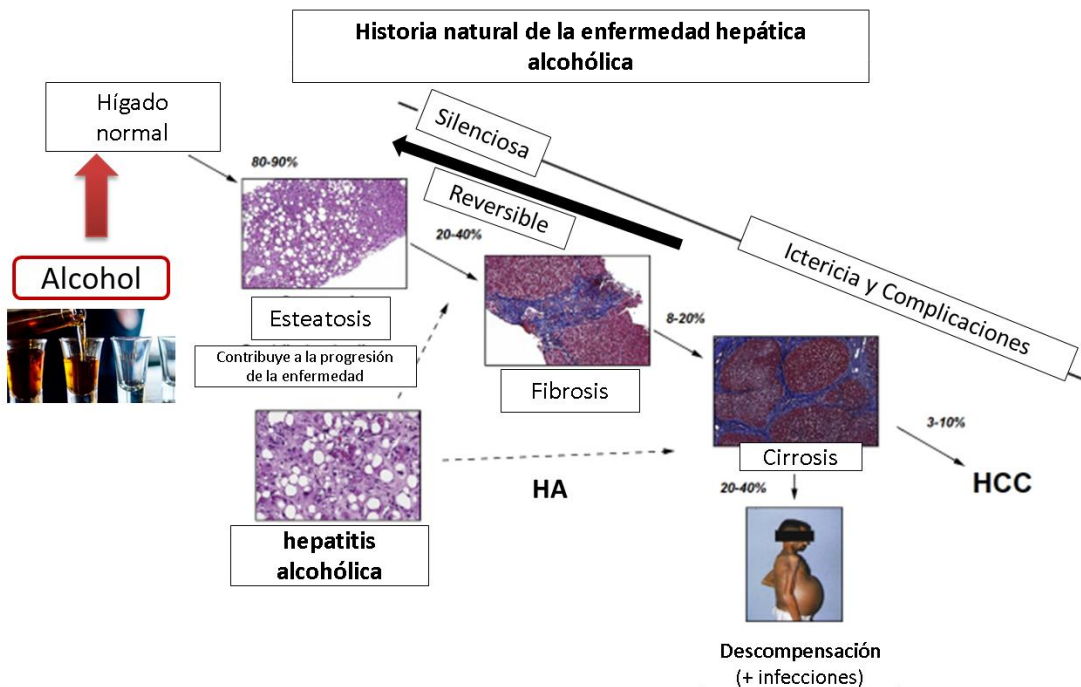 Historia natural de la enfermedad hepática
alcohólica
Hígado
normal
Silenciosa
80-90%
Reversible
20-40%
Ictericia y Complicaciones
Alcohol
Esteatosis
8-20%
Contribuye a la progresión
de la enfermedad
Fibrosis
3-10%
Cirrosis
HCC
HA
20-40%
hepatitis
alcohólica
Descompensación
(+ infecciones)